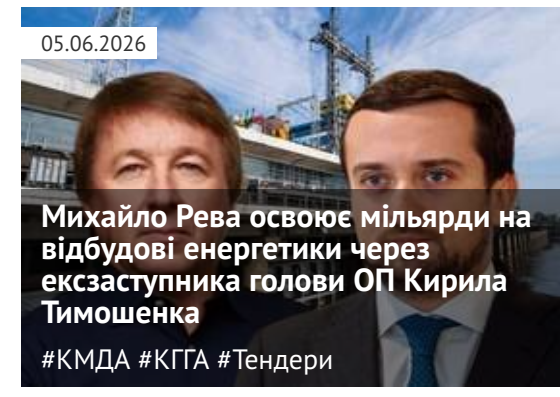 05.06.2026
Михайло Рева освоює мільярди на
відбудові енергетики через
ексзаступника голови ОП Кирила
Тимошенка
#КМДА #КГГА #Тендери